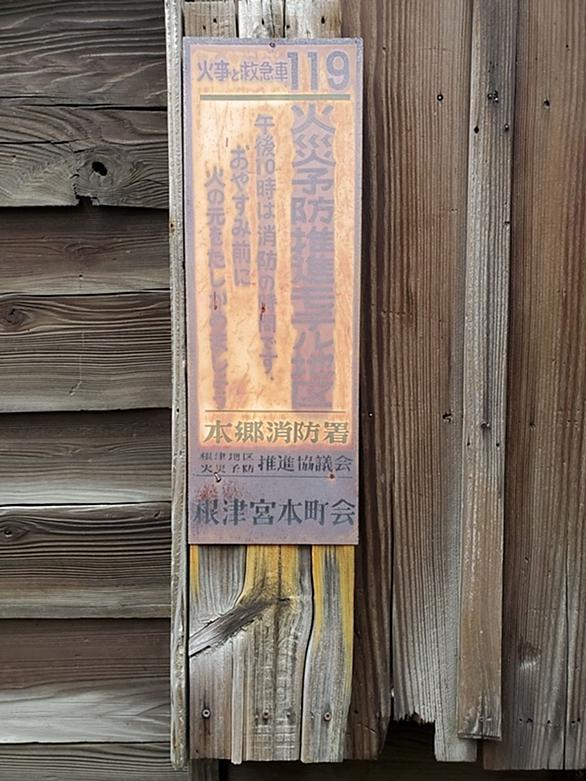 火事と救急車119
火災予防推進モデル地区
午後10時は消防の時間です.
おやすみ前に
火の元をたしかめましょう
本郷消防署
根津地区
火災予防
推進協議会
根津宮本町会